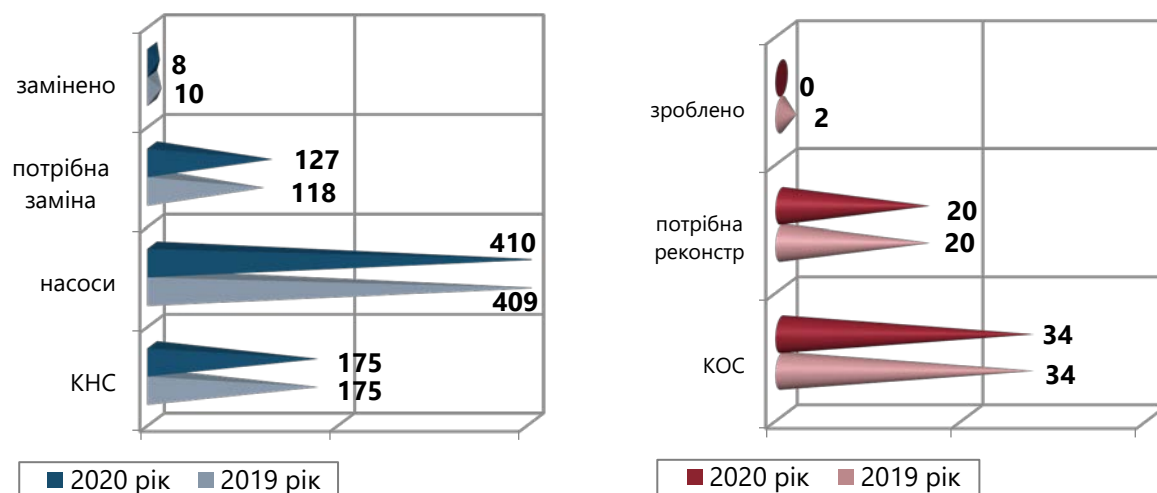 замінено
8
10
потрібна
заміна
127
118
насоси
410
409
КНС
175
175
2020 рік 2019 рік
зроблено
0
2
потрібна
реконстр
20
20
КОС
34
34
2020 рік 2019 рік